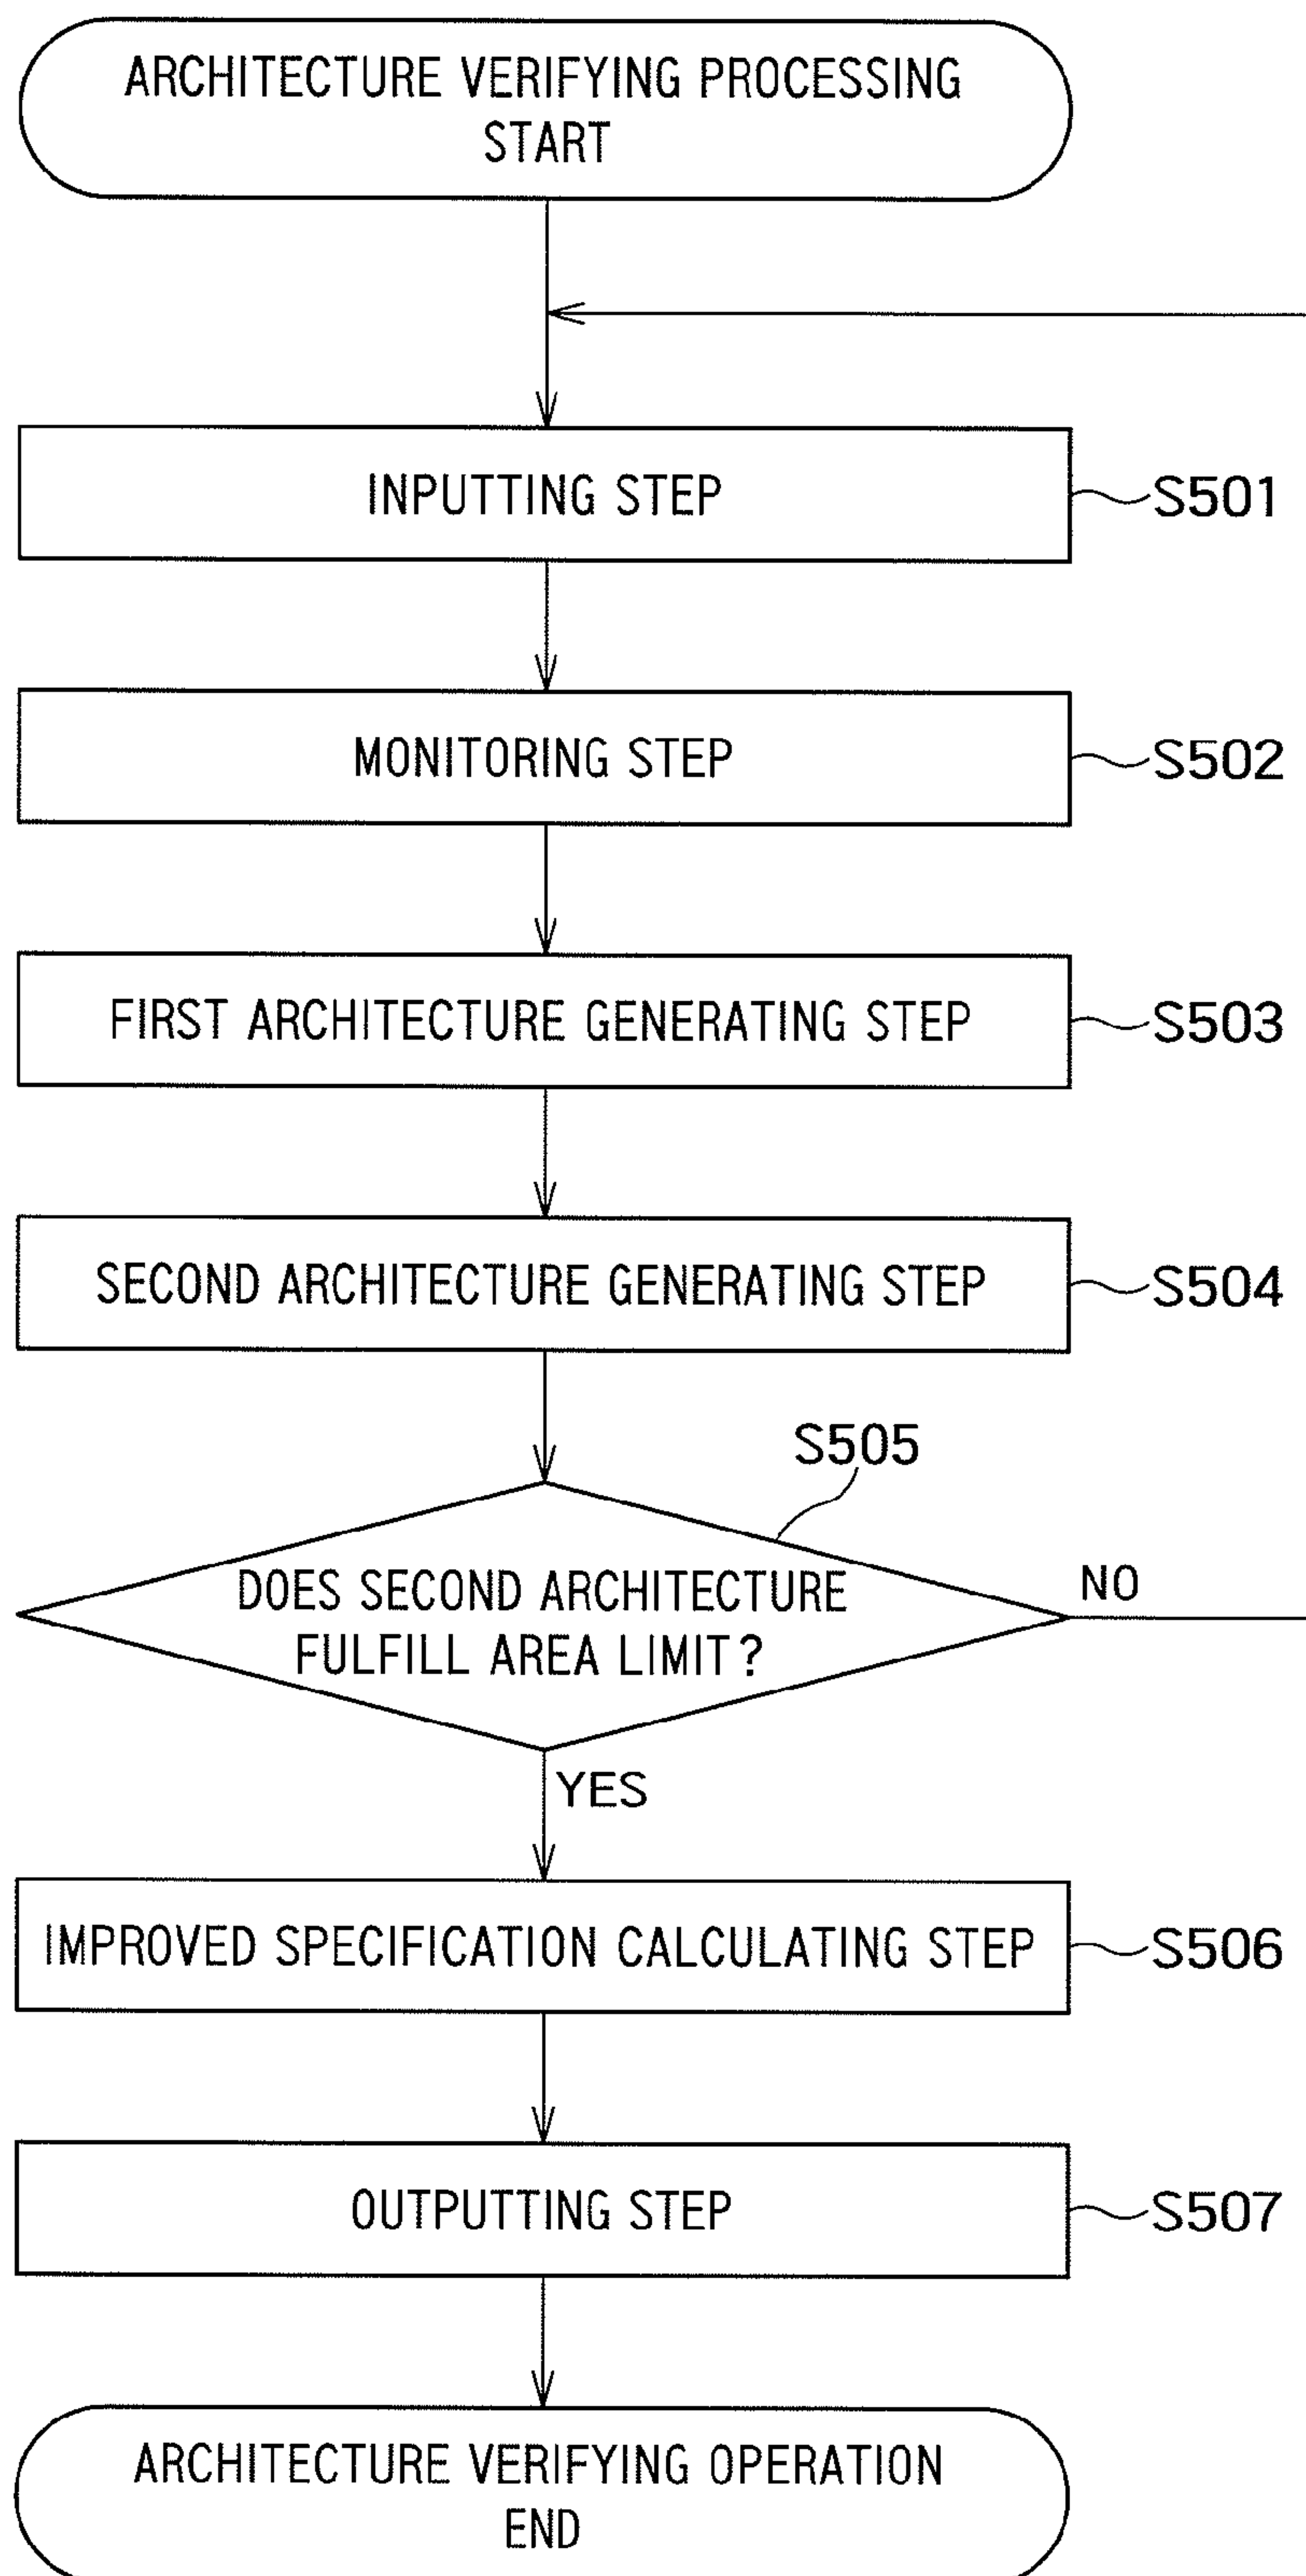 ARCHITECTURE VERIFYING PROCESSING
START
INPUTTING STEP
S501
MONITORING STEP
S502
FIRST ARCHITECTURE GENERATING STEP
S503
SECOND ARCHITECTURE GENERATING STEP
S504
S505
DOES SECOND ARCHITECTURE
FULFILL AREA LIMIT?
NO
YES
IMPROVED SPECIFICATION CALCULATING STEP
S506
OUTPUTTING STEP
S507
ARCHITECTURE VERIFYING OPERATION
END